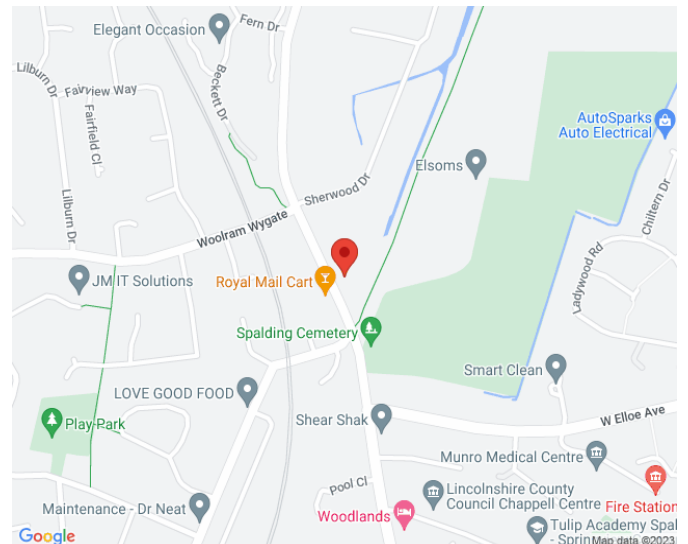 Elegant Occasion
Fern Dr
Beckett Dr
Lilburn Dr
Fairview Way
Fairfield Cl
Lilburn Dr
AutoSparks
Auto Electrical
Elsoms
Chiltern Dr
Sherwood Dr
Woolram Wygate
Ladywood Rd
JM IT Solutions
Royal Mail Cart
Spalding Cemetery
Smart Clean
LOVE GOOD FOOD
Shear Shak
W Elloe Ave
Play Park
Munro Medical Centre
Pool Cl
Lincolnshire County
Council Chappell Centre
Fire Station
Maintenance - Dr Neat
Woodlands
Tulip Academy Spal
- Sprin
Google
Map data ©2023